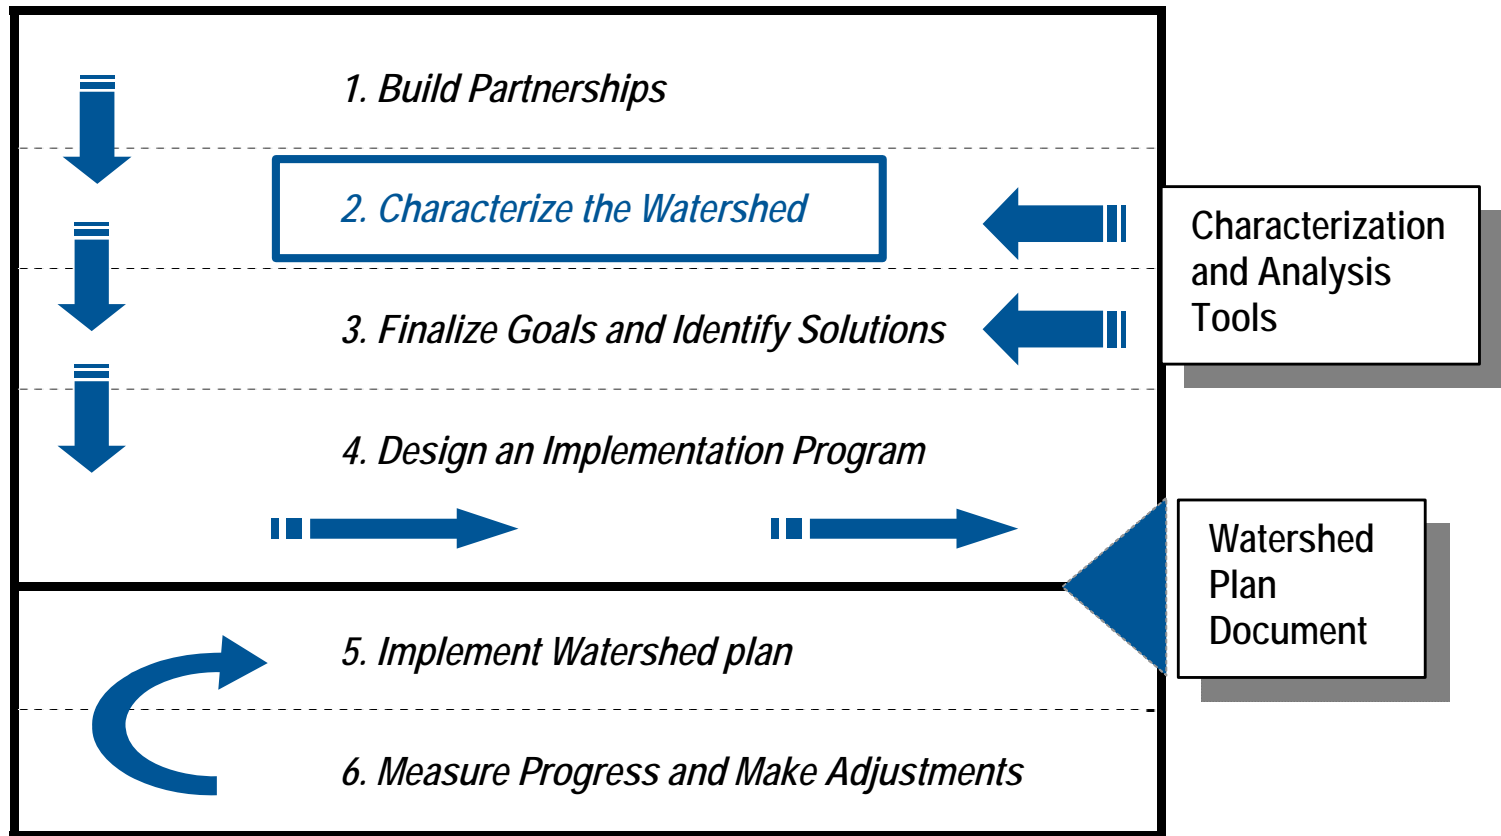 1. Build Partnerships
2. Characterize the Watershed
3. Finalize Goals and Identify Solutions
4. Design an Implementation Program
5. Implement Watershed plan
6. Measure Progress and Make Adjustments
Characterization
and Analysis
Tools
Watershed
Plan
Document